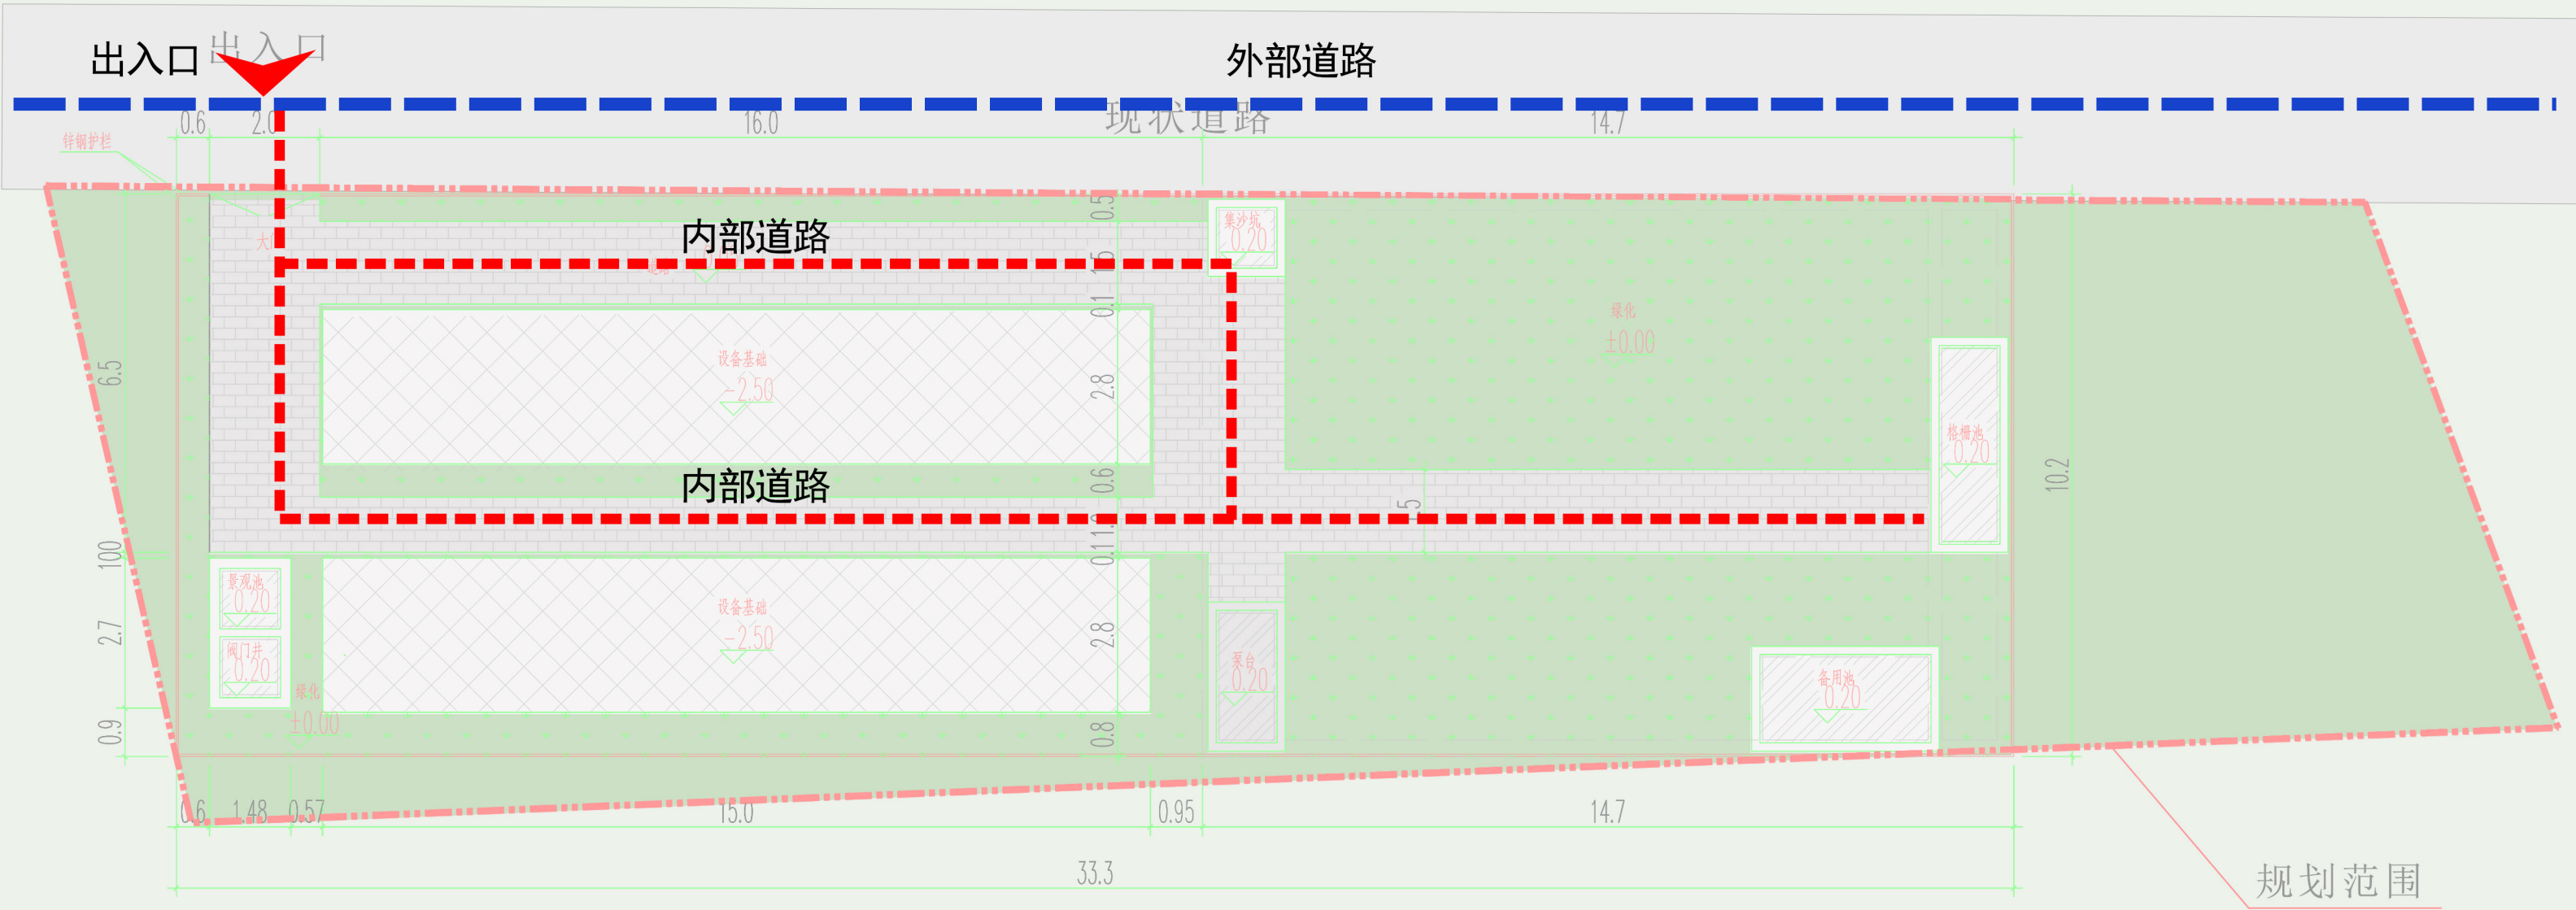 出入口
出入口
外部道路
现状道路
0.6
2.0
16.0
14.7
锌钢护栏
内部道路
集沙坑
0.20
0.5
1.5
0.1
绿化
±0.00
设备基础
-2.50
2.8
6.5
格栅池
0.20
10.2
内部道路
0.6
100
景观池
0.20
设备基础
-2.50
2.8
2.7
阀门井
0.20
泵台
0.20
备用池
0.20
绿化
±0.00
0.9
0.8
0.6
1.48
0.57
15.0
0.95
14.7
33.3
规划范围